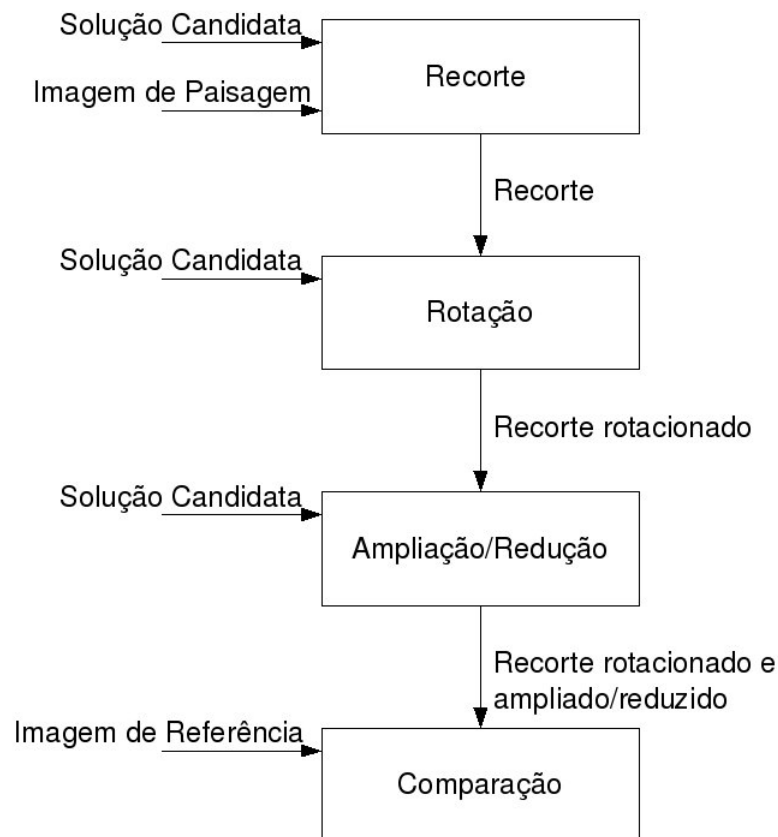 Solução Candidata
Imagem de Paisagem
Recorte
Recorte
Solução Candidata
Rotação
Recorte rotacionado
Solução Candidata
Ampliação/Redução
Recorte rotacionado e
ampliado/reduzido
Imagem de Referência
Comparação